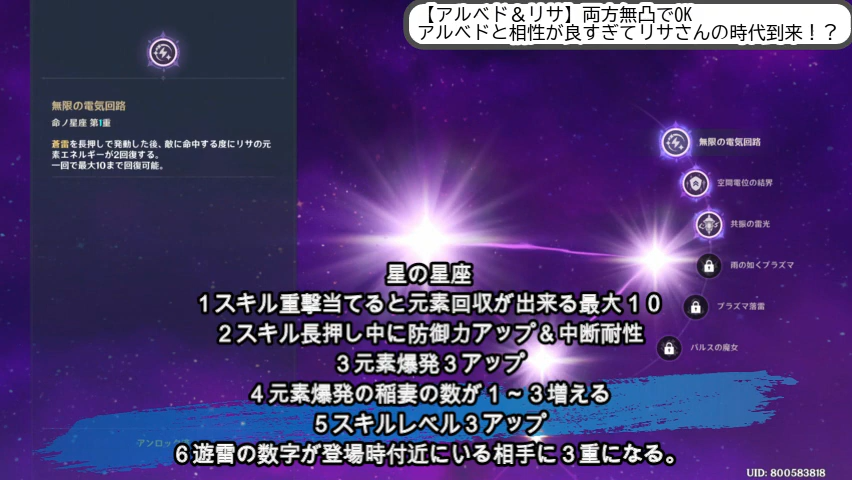 【アルベド＆リサ】両方無凸でOK
アルベドと相性が良すぎてリサさんの時代到来！？
無限の電気回路
命ノ星座 第1重
蒼雷を長押しで発動した後、敵に命中する度にリサの元
素エネルギーが2回復する。
一回で最大10まで回復可能。
無限の電気回路
空間電位の結界
共振の雷光
雨の如くプラズマ
プラズマ落雷
パルスの魔女
星の星座
１スキル重撃当てると元素回収が出来る最大１０
２スキル長押し中に防御力アップ＆中断耐性
３元素爆発３アップ
４元素爆発の稲妻の数が１～３増える
５スキルレベル３アップ
６遊雷の数字が登場時付近にいる相手に３重になる。
アンロック済
UID: 800583818